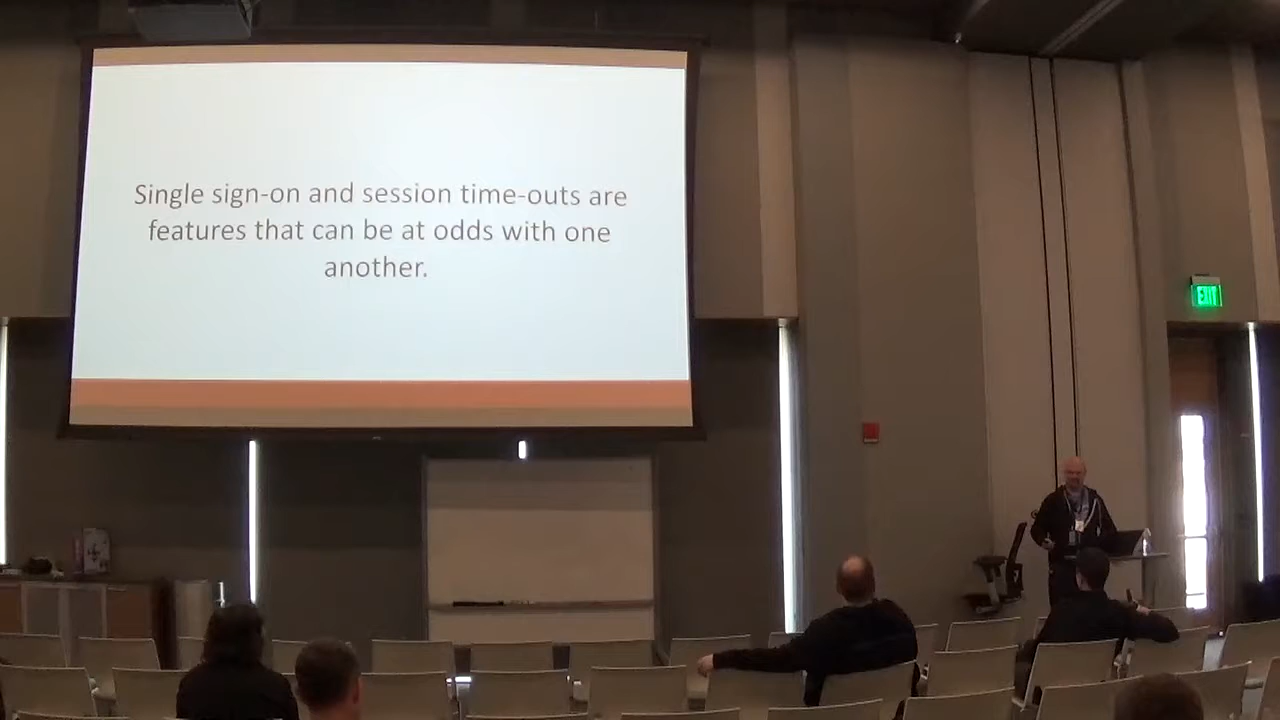 Single sign-on and session time-outs are
features that can be at odds with one
another.
EXIT